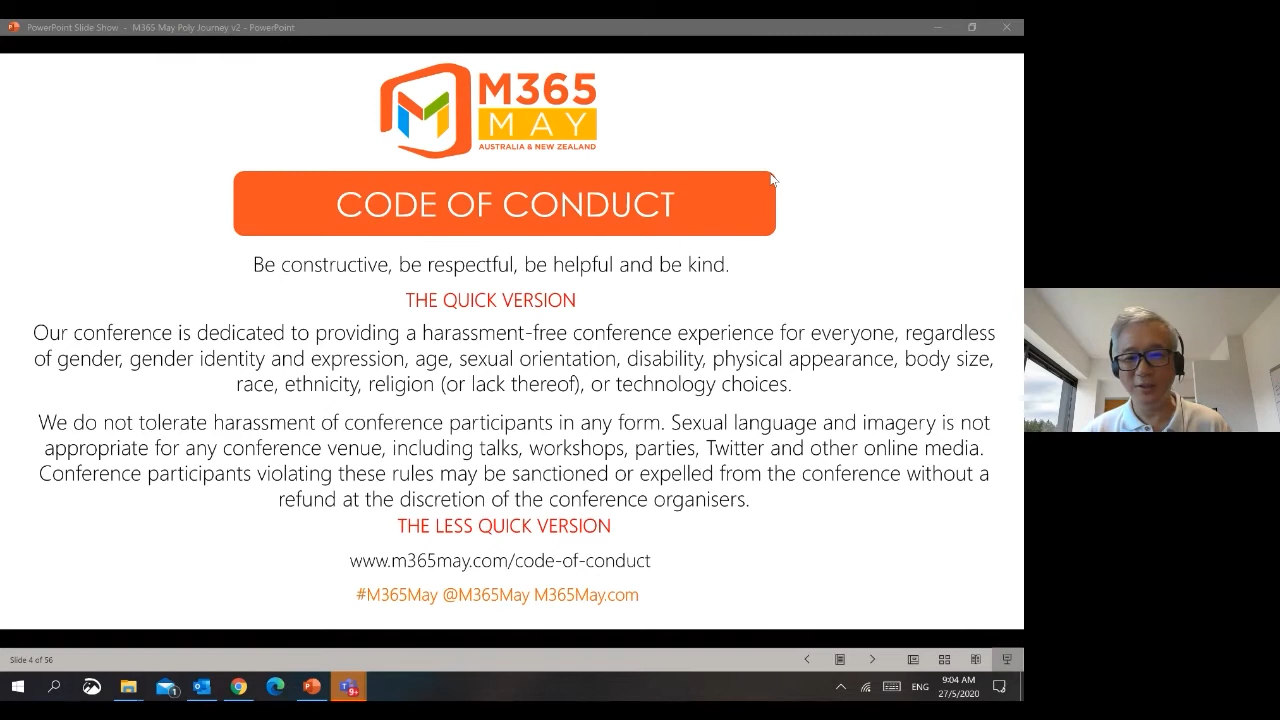 PowerPoint Slide Show - M365 May Poly Journey v2 - PowerPoint
M365
MAY
AUSTRALIA & NEW ZEALAND
CODE OF CONDUCT
Be constructive, be respectful, be helpful and be kind.
THE QUICK VERSION
Our conference is dedicated to providing a harassment-free conference experience for everyone, regardless
of gender, gender identity and expression, age, sexual orientation, disability, physical appearance, body size,
race, ethnicity, religion (or lack thereof), or technology choices.
We do not tolerate harassment of conference participants in any form. Sexual language and imagery is not
appropriate for any conference venue, including talks, workshops, parties, Twitter and other online media.
Conference participants violating these rules may be sanctioned or expelled from the conference without a
refund at the discretion of the conference organisers.
THE LESS QUICK VERSION
www.m365may.com/code-of-conduct
#M365May @M365May M365May.com
Slide 4 of 56
1
9+
ENG
9:04 AM
27/5/2020